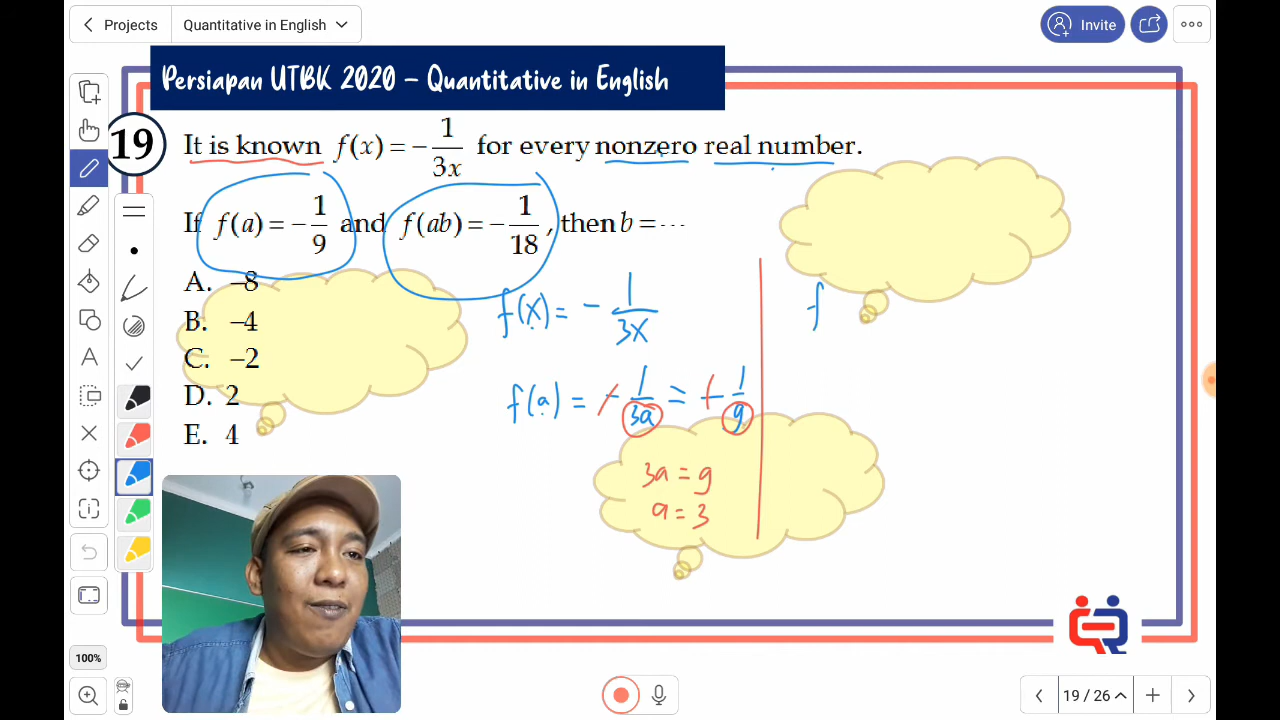 Projects
Quantitative in English
Invite
Persiapan UTBK 2020 – Quantitative in English
19
It is known f(x) = −1/3x for every nonzero real number.
If f(a) = −1/9 and f(ab) = −1/18, then b = ⋯
A. –8
B. –4
C. –2
D. 2
E. 4
f(x) = − 1/3x
f(a) = − 1/3a = − 1/9
3a = 9
a = 3
f
A
100%
19 / 26